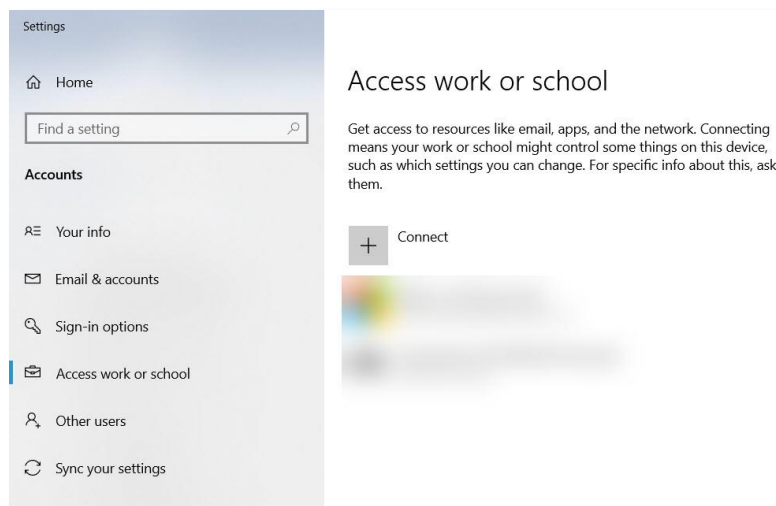 Settings
Home
Find a setting
Accounts
Your info
Email & accounts
Sign-in options
Access work or school
Other users
Sync your settings
Access work or school
Get access to resources like email, apps, and the network. Connecting
means your work or school might control some things on this device,
such as which settings you can change. For specific info about this, ask
them.
Connect